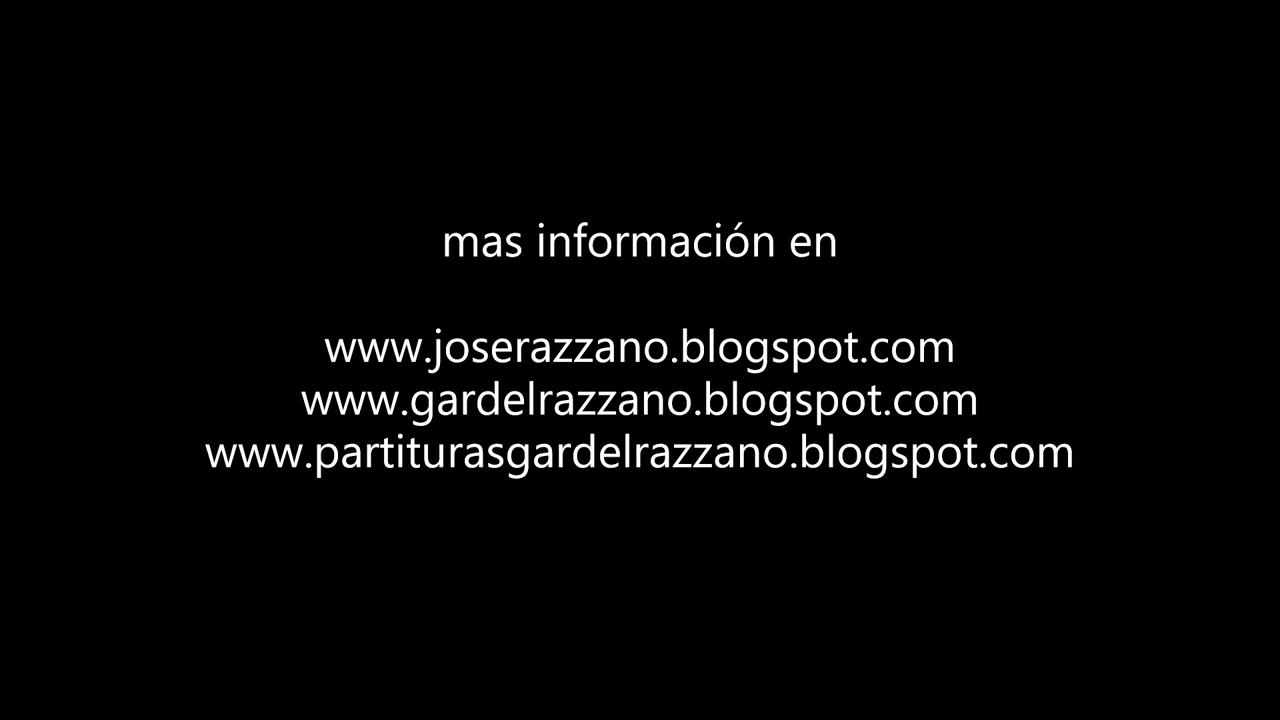 mas información en
www.joserazzano.blogspot.com
www.gardelrazzano.blogspot.com
www.partiturasgardelrazzano.blogspot.com